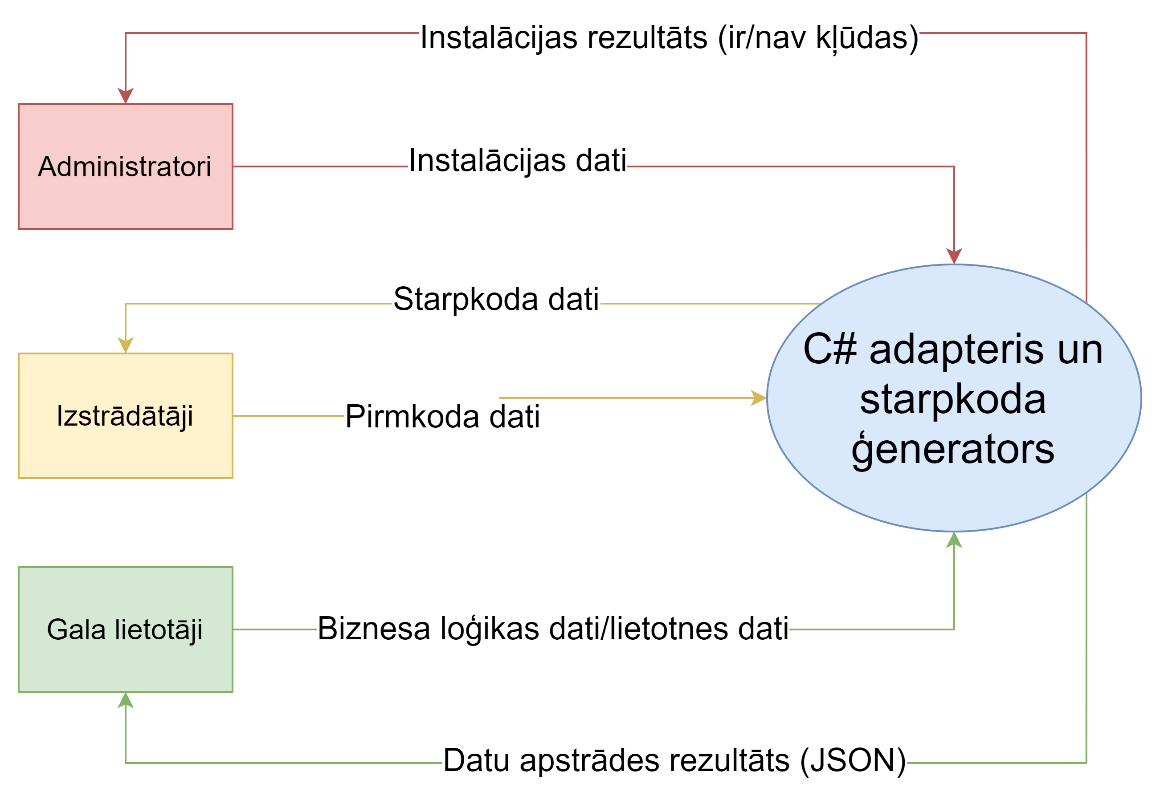 Instalācijas rezultāts (ir/nav kļūdas)
Administratori
Instalācijas dati
Starpkoda dati
C# adapteris un
starpkoda
ģenerators
Izstrādātāji
Pirmkoda dati
Gala lietotāji
Biznesa loģikas dati/lietotnes dati
Datu apstrādes rezultāts (JSON)